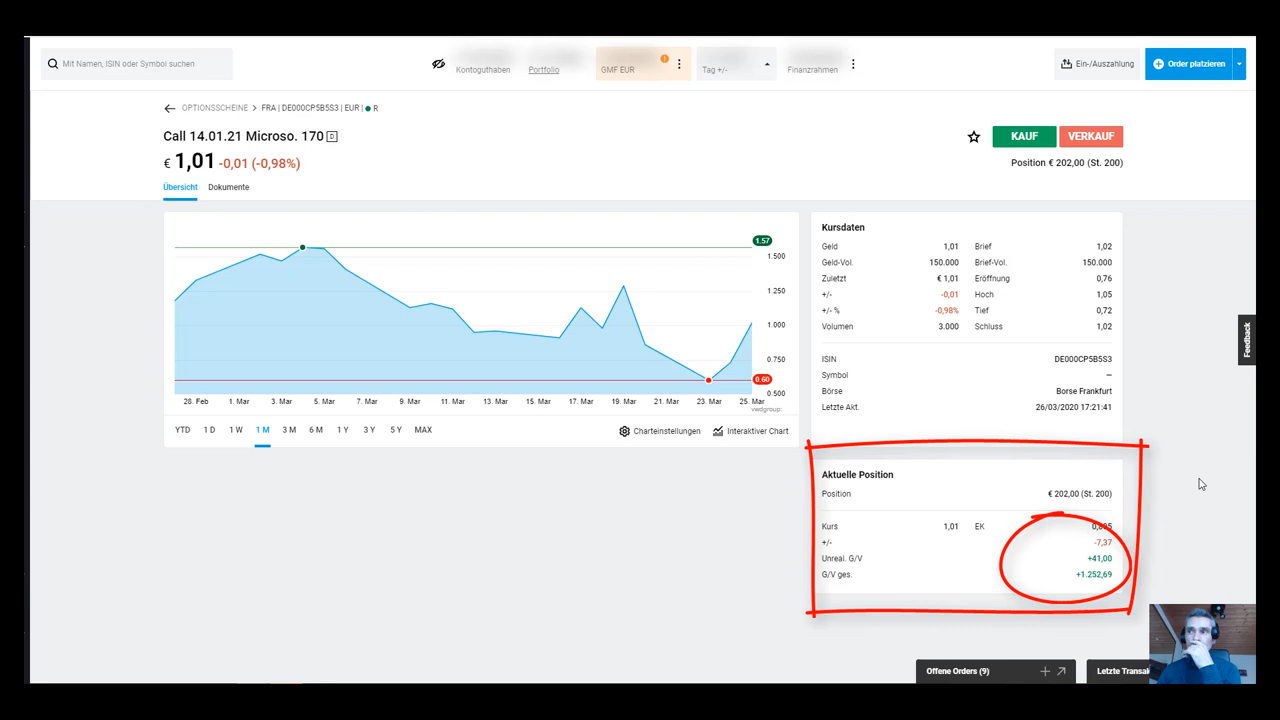 Mit Namen, ISIN oder Symbol suchen
Kontoguthaben
Portfolio
GMF EUR
Tag +/-
Finanzrahmen
Ein-/Auszahlung
Order platzieren
OPTIONSSCHEINE > FRA | DE000CP5B5S3 | EUR | R
Call 14.01.21 Microso. 170 D
€ 1,01 -0,01 (-0,98%)
KAUF
VERKAUF
Position € 202,00 (St. 200)
Übersicht
Dokumente
1.57
1.500
1.250
1.000
0.750
0.60
0.500
28. Feb 1. Mar 3. Mar 5. Mar 7. Mar 9. Mar 11. Mar 13. Mar 15. Mar 17. Mar 19. Mar 21. Mar 23. Mar 25. Mar
vwdgroup:
YTD 1 D 1 W 1 M 3 M 6 M 1 Y 3 Y 5 Y MAX
Charteinstellungen
Interaktiver Chart
Kursdaten
Geld 1,01 Brief 1,02
Geld-Vol. 150.000 Brief-Vol. 150.000
Zuletzt € 1,01 Eröffnung 0,76
+/- -0,01 Hoch 1,05
+/- % -0,98% Tief 0,72
Volumen 3.000 Schluss 1,02
ISIN DE000CP5B5S3
Symbol –
Börse Borse Frankfurt
Letzte Akt. 26/03/2020 17:21:41
Feedback
Aktuelle Position
Position € 202,00 (St. 200)
Kurs 1,01 EK
+/- -7,37
Unreal. G/V +41,00
G/V ges. +1.252,69
Offene Orders (9)
Letzte Transak